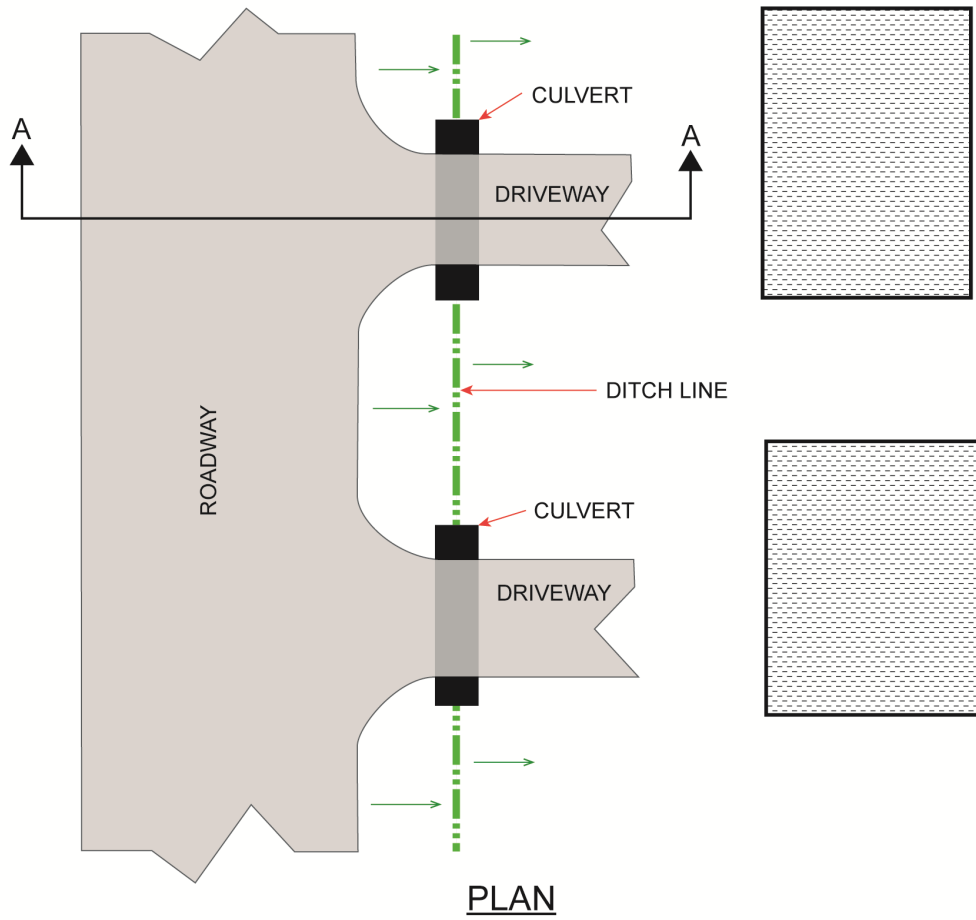 CULVERT
A
A
DRIVEWAY
DITCH LINE
ROADWAY
CULVERT
DRIVEWAY
PLAN